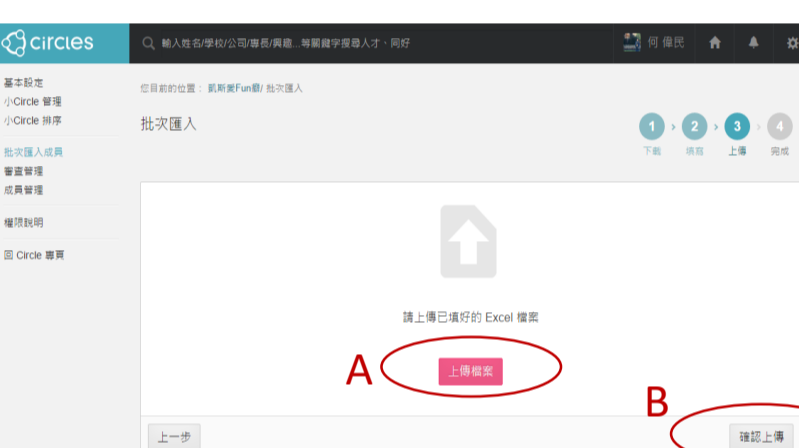 circles
輸入姓名/學校/公司/專長/興趣...等關鍵字搜尋人才、同好
何 偉民
基本設定
小Circle 管理
小Circle 排序
批次匯入成員
審查管理
成員管理
權限說明
回 Circle 專頁
您目前的位置： 凱斯愛Fun廳/ 批次匯入
批次匯入
1 2 3 4
下載 填寫 上傳 完成
請上傳已填好的 Excel 檔案
A
上傳檔案
B
上一步
確認上傳